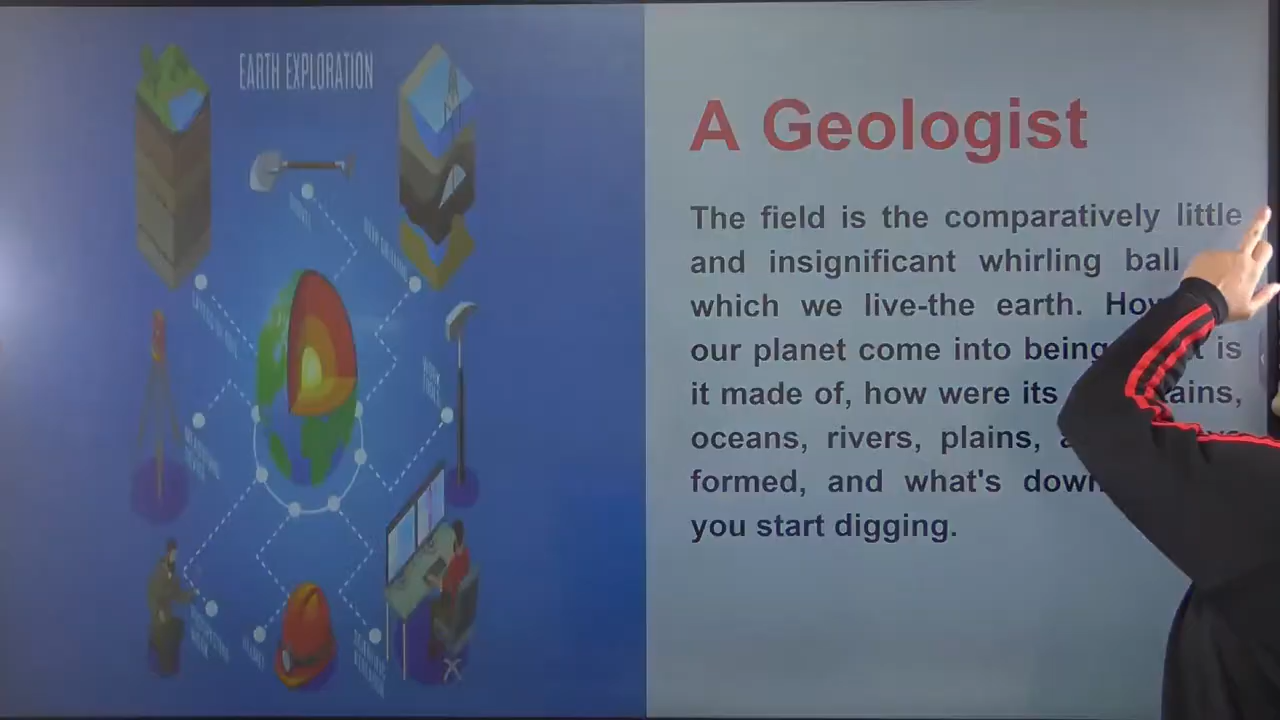 EARTH EXPLORATION
A Geologist
The field is the comparatively little
and insignificant whirling ball
which we live-the earth. How
our planet come into being is
it made of, how were its
oceans, rivers, plains,
formed, and what's down
you start digging.